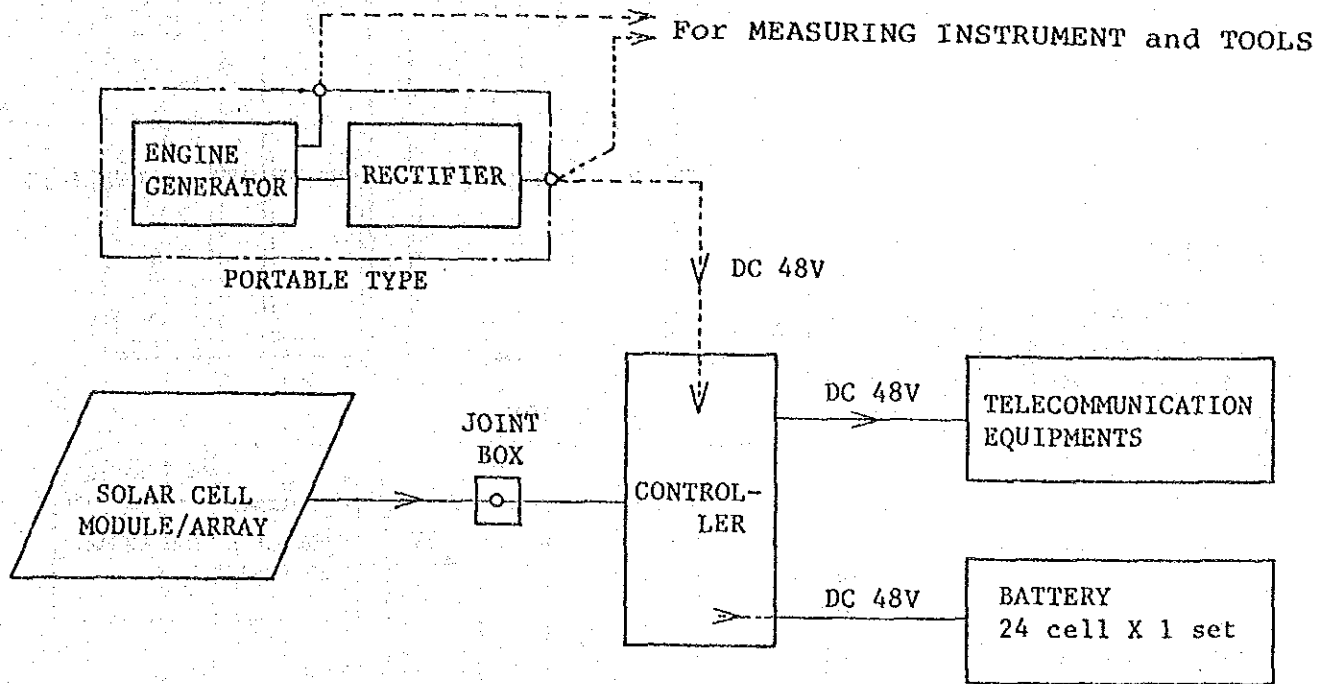 For MEASURING INSTRUMENT and TOOLS
ENGINE
GENERATOR
RECTIFIER
PORTABLE TYPE
DC 48V
SOLAR CELL
MODULE/ARRAY
JOINT
BOX
CONTROL-
LER
DC 48V
TELECOMMUNICATION
EQUIPMENTS
DC 48V
BATTERY
24 cell X 1 set